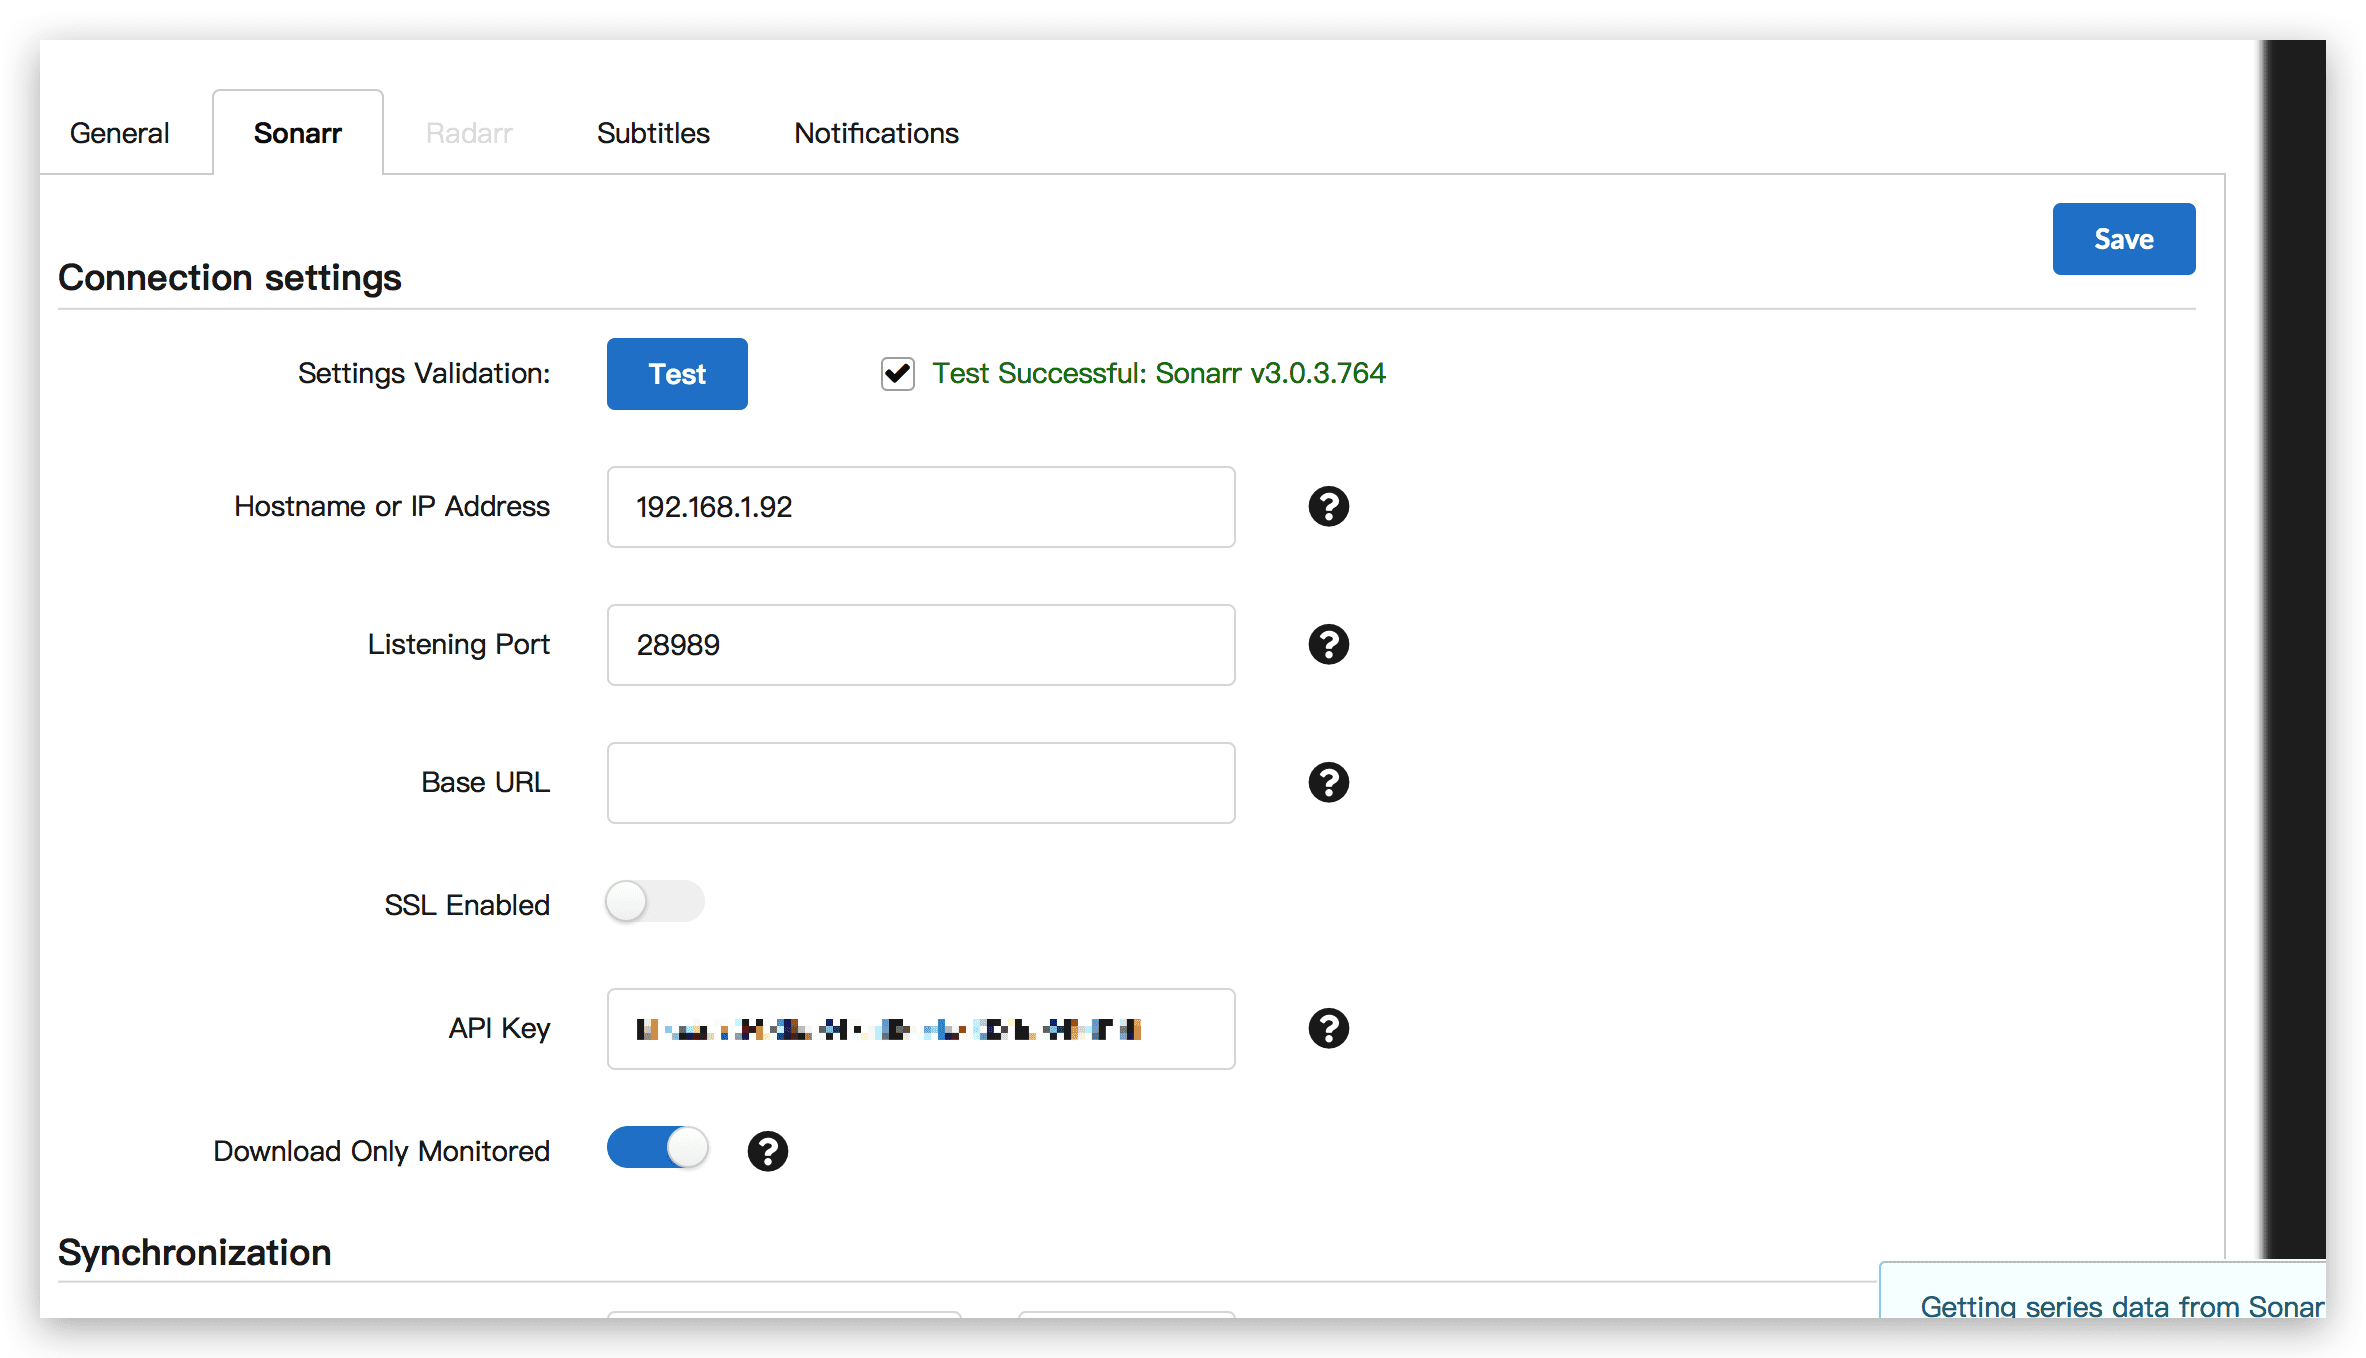 General Sonarr Radarr Subtitles Notifications
Save
Connection settings
Settings Validation: Test Test Successful: Sonarr v3.0.3.764
Hostname or IP Address 192.168.1.92
Listening Port 28989
Base URL
SSL Enabled
API Key
Download Only Monitored
Synchronization
Getting series data from Sonar